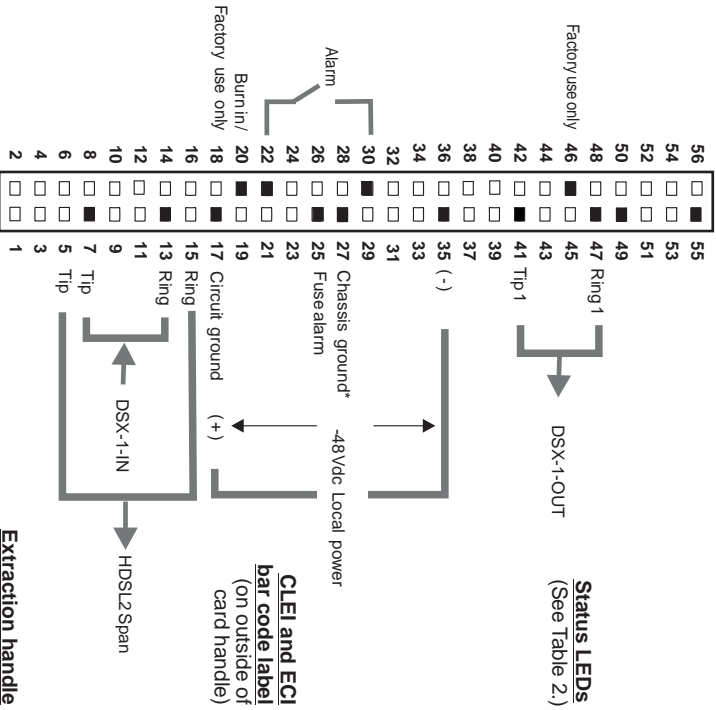 56 55
54 53
52 51
50 49
48 47 Ring 1
Factory use only 46 45
44 43
42 41 Tip 1
DSX-1-OUT
Status LEDs
(See Table 2.)
40 39
38 37
36 35 (-)
34 33
32 31
Alarm
30 29
28 27 Chassis ground*
26 25 Fuse alarm
-48Vdc Local power
24 23
22 21
Burn in/ 20 19
Factory use only 18 17 Circuit ground (+)
CLEI and ECI
bar code label
(on outside of
card handle)
16 15 Ring
14 13 Ring
12 11
10 9
8 7 Tip
6 5 Tip
DSX-1-IN
HDSL2 Span
4 3
2 1
Extraction handle